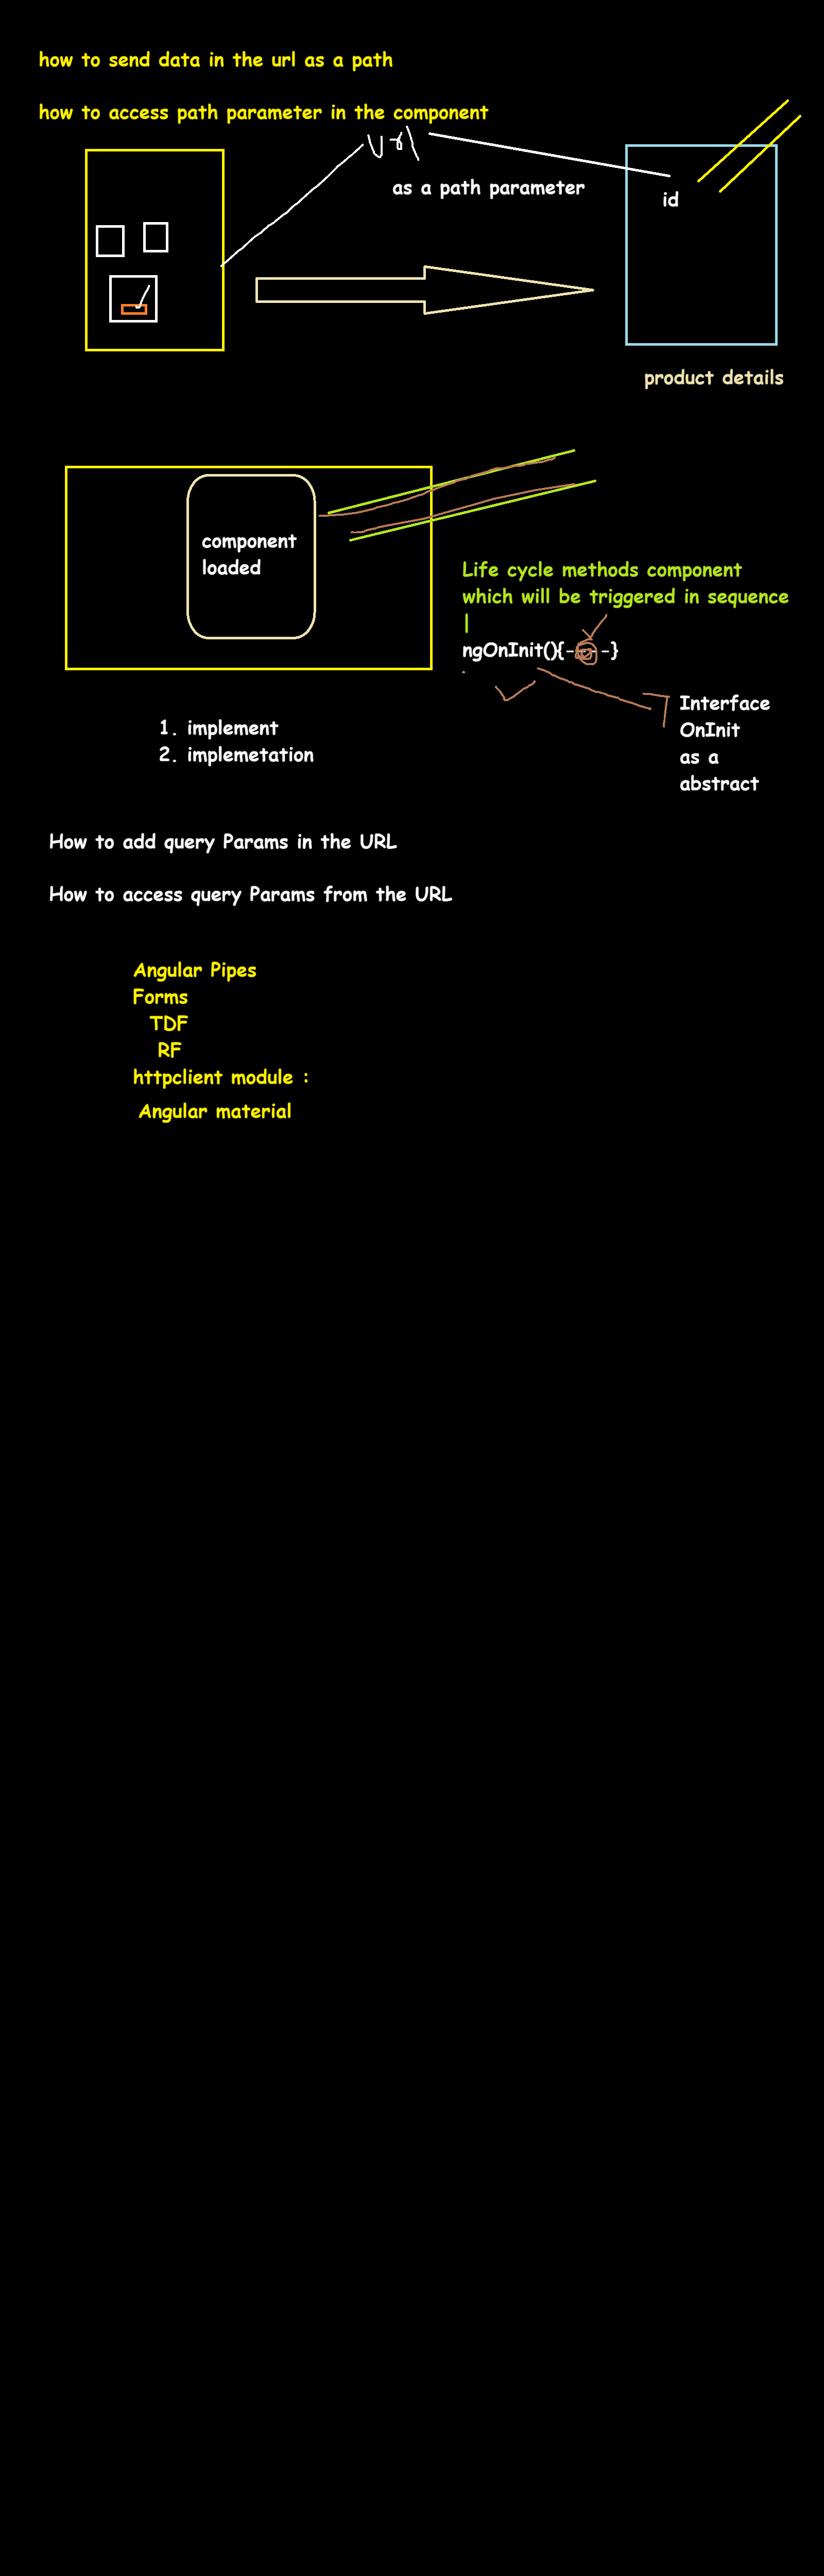 how to send data in the url as a path
how to access path parameter in the component
Url
as a path parameter
id
product details
component
loaded
Life cycle methods component
which will be triggered in sequence
|
ngOnInit(){----}
Interface
OnInit
as a
abstract
1. implement
2. implemetation
How to add query Params in the URL
How to access query Params from the URL
Angular Pipes
Forms
TDF
RF
httpclient module :
Angular material